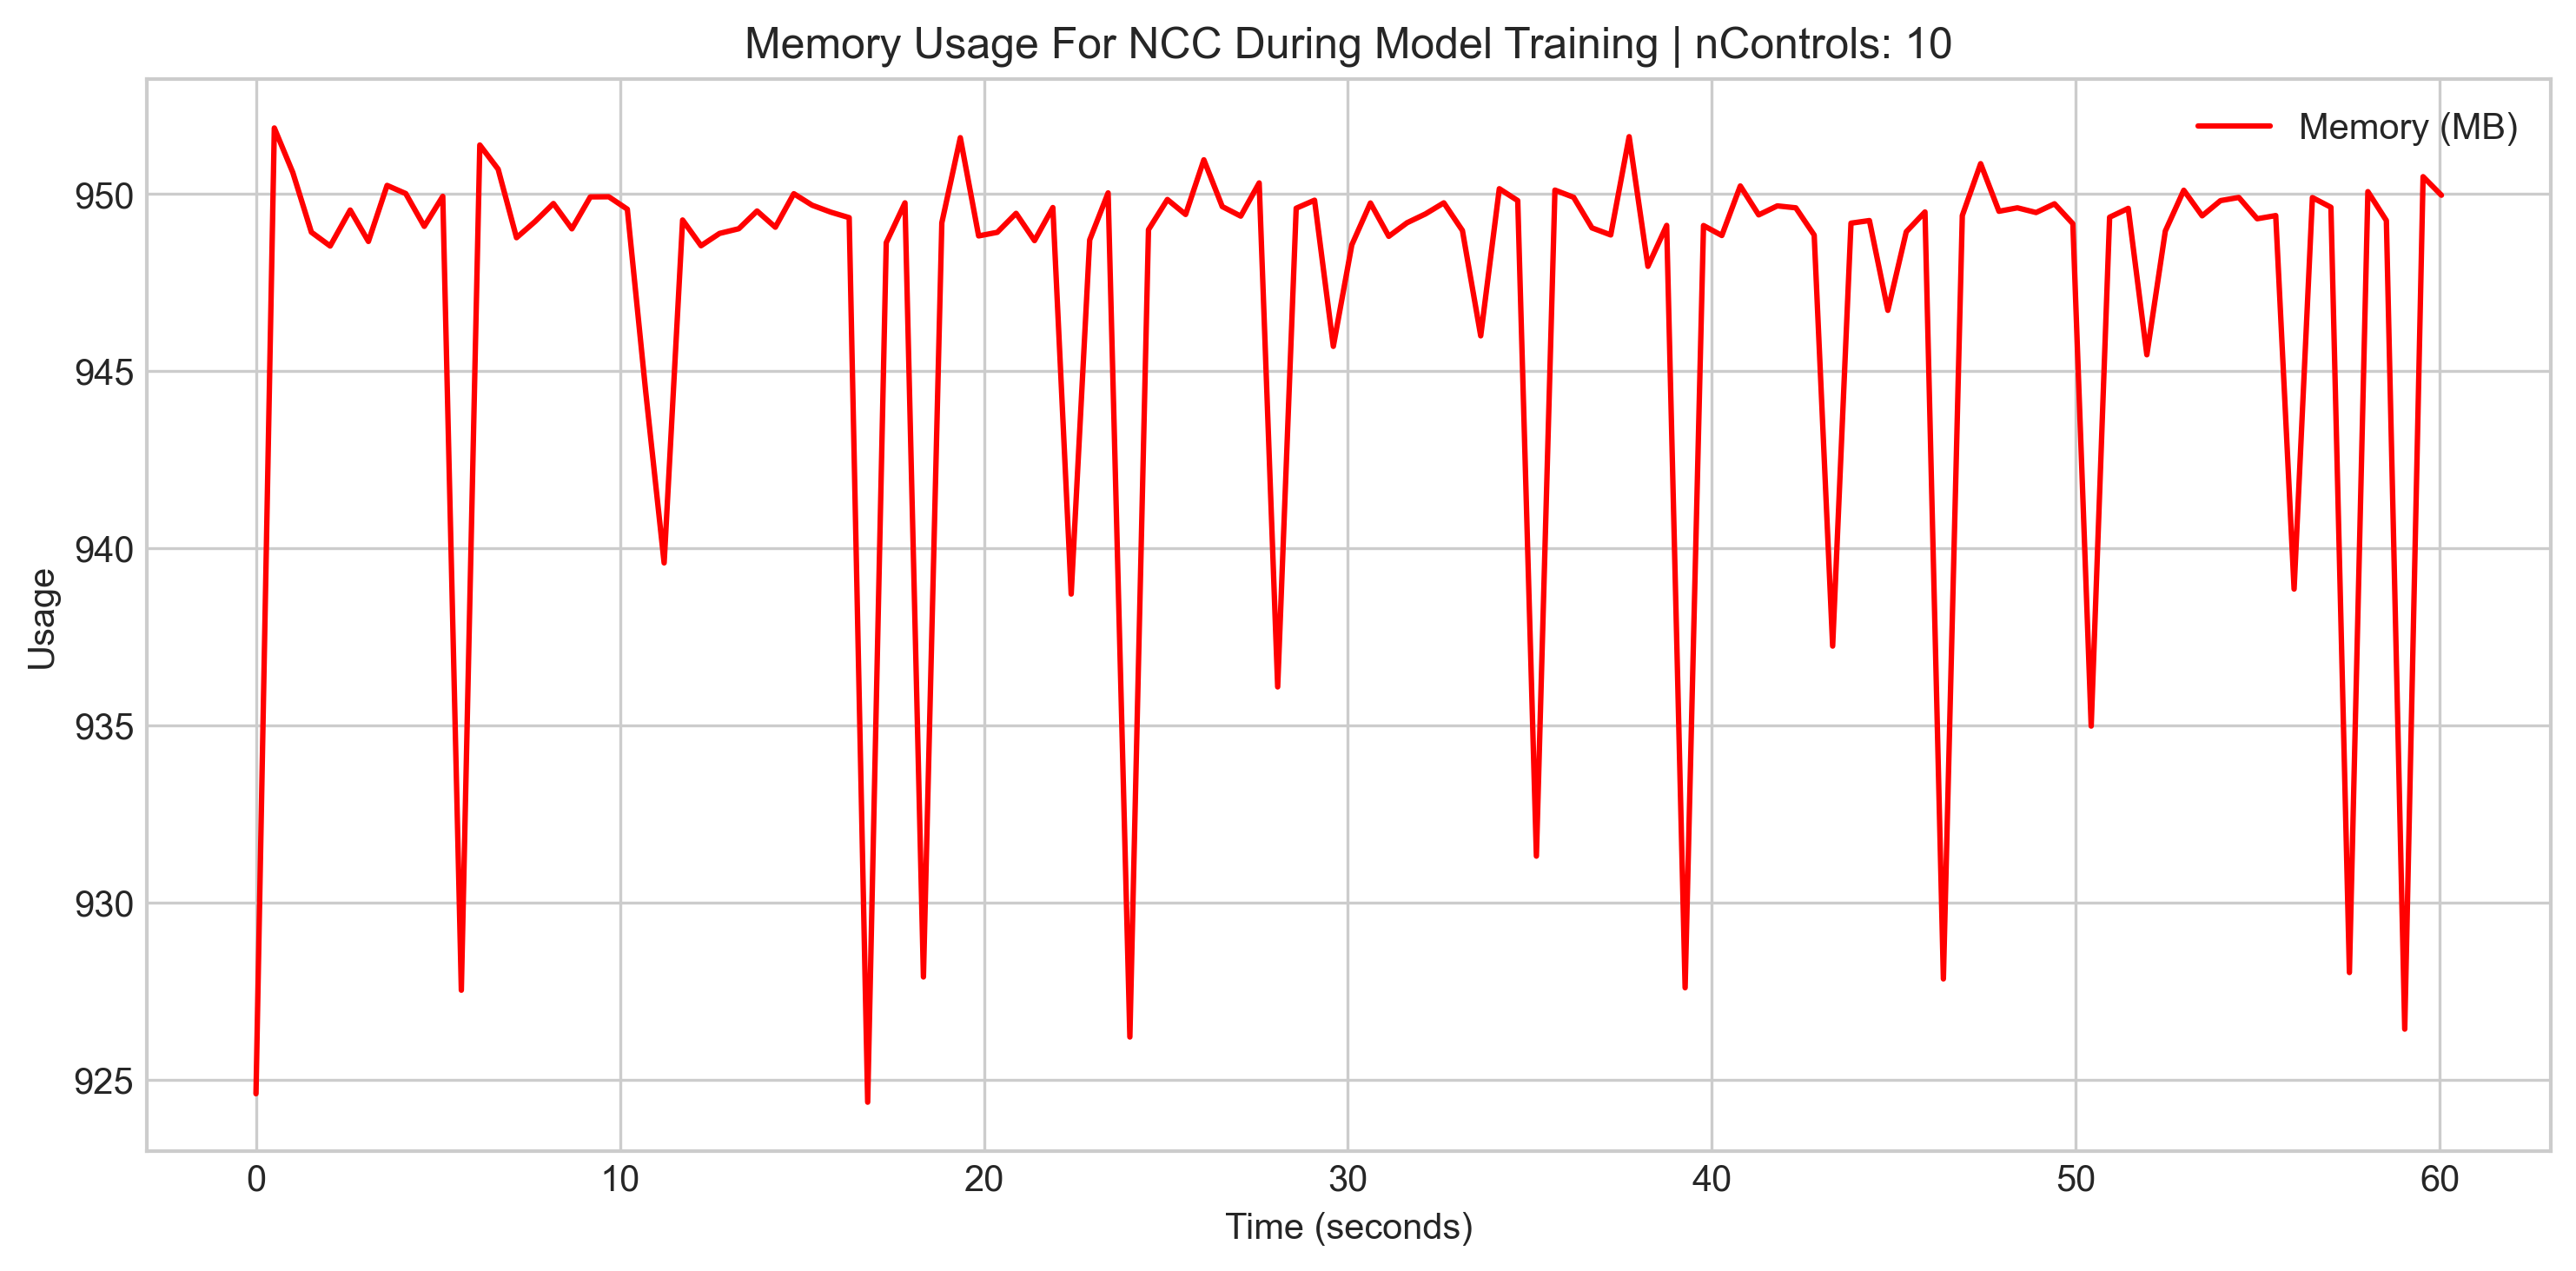 Memory Usage For NCC During Model Training | nControls: 10
Memory (MB)
950
945
940
935
930
925
Usage
0 10 20 30 40 50 60
Time (seconds)